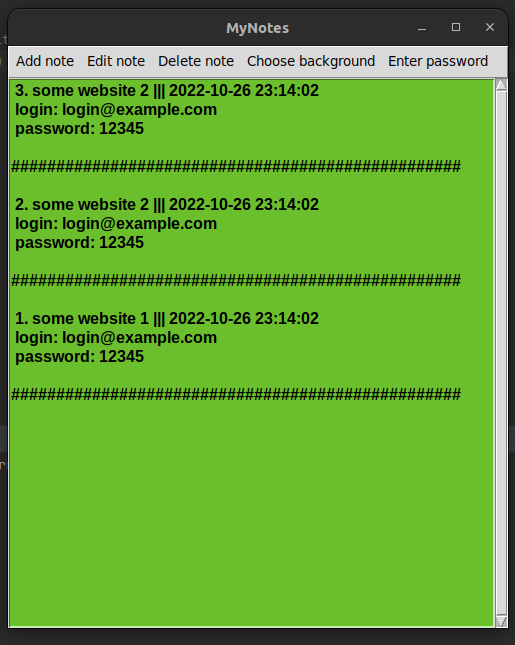 MyNotes
Add note Edit note Delete note Choose background Enter password
3. some website 2 ||| 2022-10-26 23:14:02
login: login@example.com
password: 12345
##################################################
2. some website 2 ||| 2022-10-26 23:14:02
login: login@example.com
password: 12345
##################################################
1. some website 1 ||| 2022-10-26 23:14:02
login: login@example.com
password: 12345
##################################################